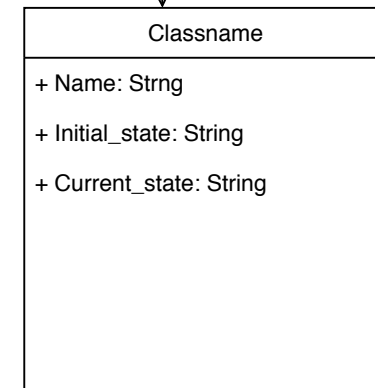 Classname
+ Name: Strng
+ Initial_state: String
+ Current_state: String